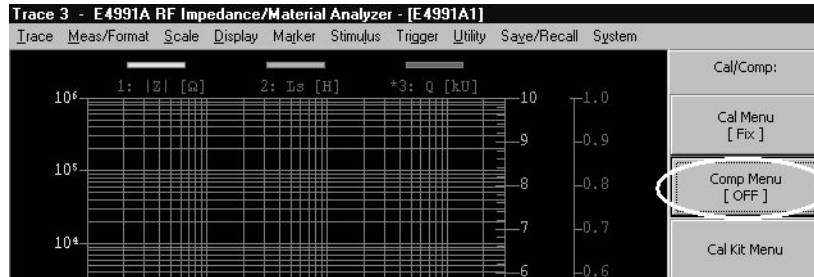 Trace 3 - E4991A RF Impedance/Material Analyzer - [E4991A1]
Trace Meas/Format Scale Display Marker Stimulus Trigger Utility Save/Recall System
Cal/Comp:
1: |Z| [Ω] 2: Ls [H] *3: Q [kU]
10⁶ 10 1.0
Cal Menu
[ Fix ]
9 0.9
10⁵
8 0.8
Comp Menu
[ OFF ]
7 0.7
10⁴
Cal Kit Menu
6 0.6